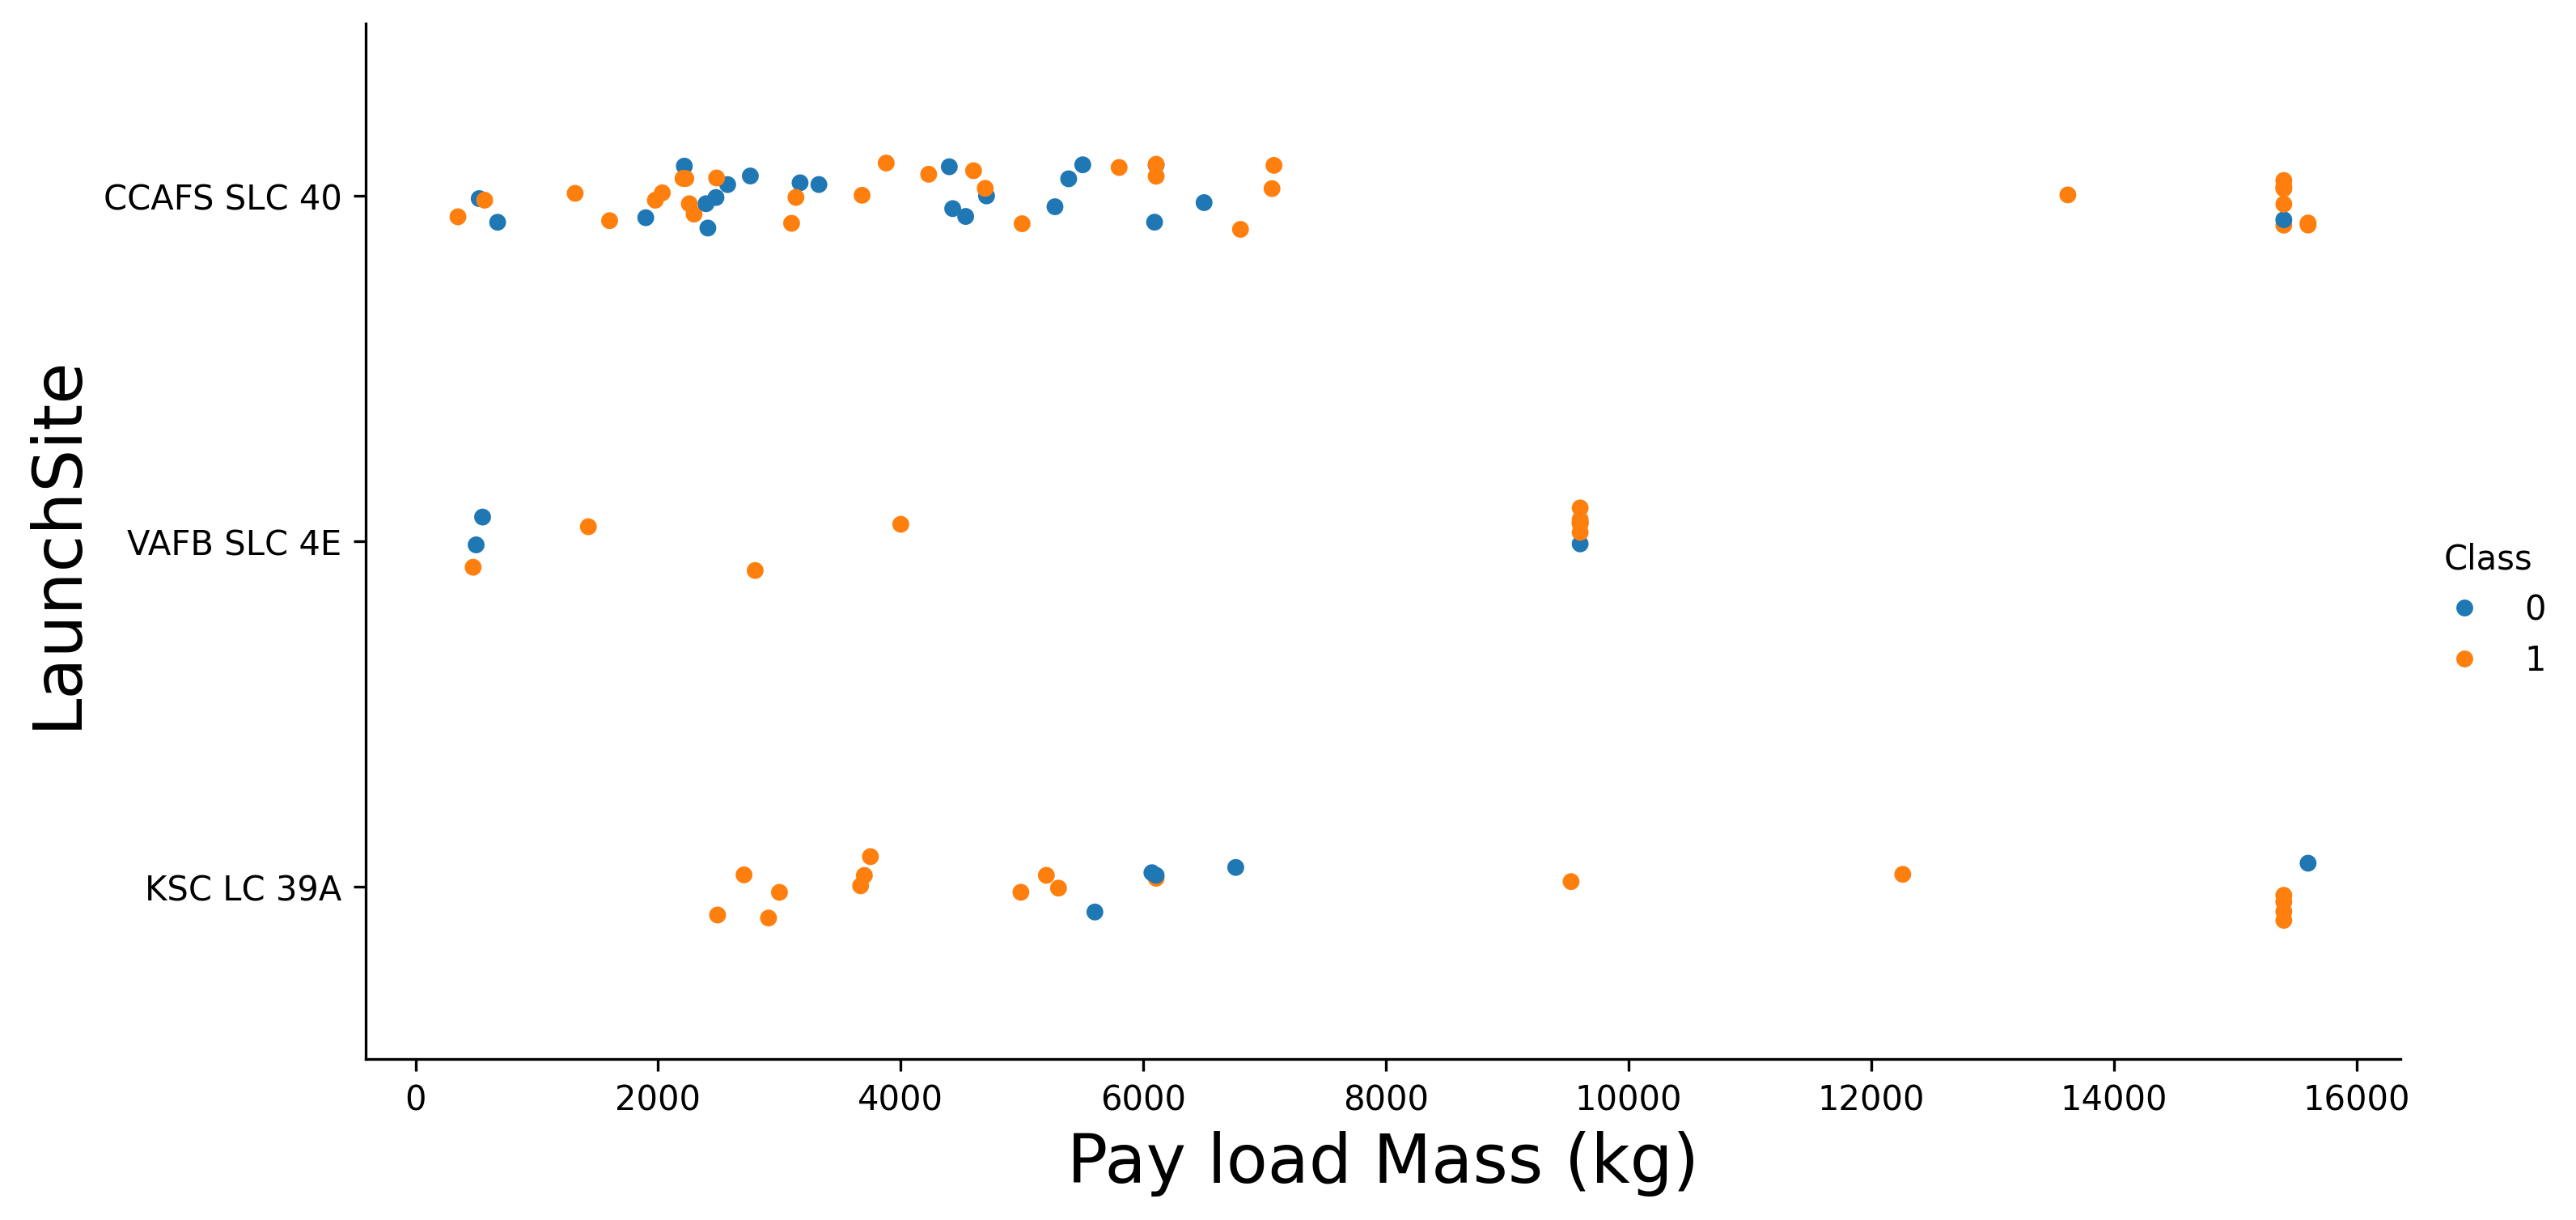 CCAFS SLC 40
VAFB SLC 4E
KSC LC 39A
LaunchSite
0 2000 4000 6000 8000 10000 12000 14000 16000
Pay load Mass (kg)
Class
0
1